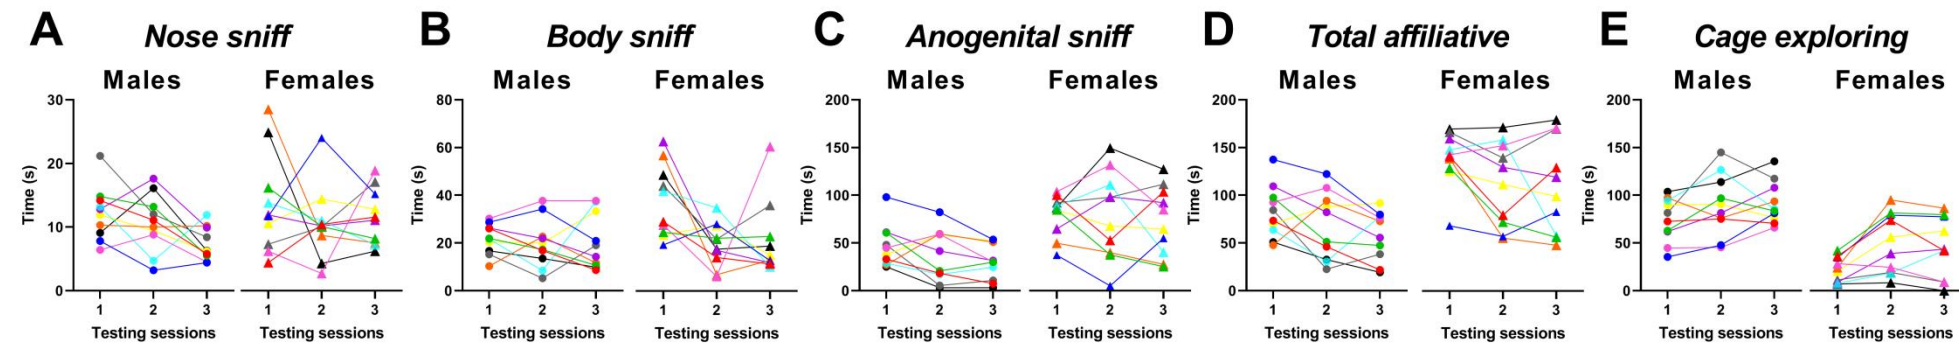 A Nose sniff
Males Females
Time (s)
30
20
10
0
1 2 3 1 2 3
Testing sessions Testing sessions
B Body sniff
Males Females
Time (s)
80
60
40
20
0
1 2 3 1 2 3
Testing sessions Testing sessions
C Anogenital sniff
Males Females
Time (s)
200
150
100
50
0
1 2 3 1 2 3
Testing sessions Testing sessions
D Total affiliative
Males Females
Time (s)
200
150
100
50
0
1 2 3 1 2 3
Testing sessions Testing sessions
E Cage exploring
Males Females
Time (s)
200
150
100
50
0
1 2 3 1 2 3
Testing sessions Testing sessions